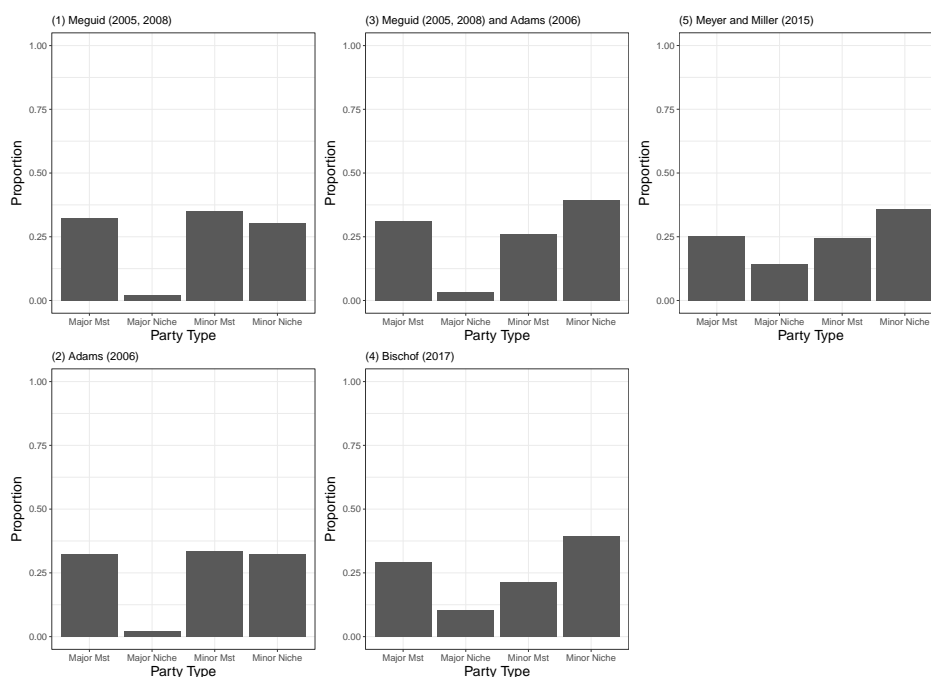 (1) Meguid (2005, 2008)
1.00
0.75
0.50
0.25
0.00
Proportion
Major Mst Major Niche Minor Mst Minor Niche
Party Type
(3) Meguid (2005, 2008) and Adams (2006)
1.00
0.75
0.50
0.25
0.00
Proportion
Major Mst Major Niche Minor Mst Minor Niche
Party Type
(5) Meyer and Miller (2015)
1.00
0.75
0.50
0.25
0.00
Proportion
Major Mst Major Niche Minor Mst Minor Niche
Party Type
(2) Adams (2006)
1.00
0.75
0.50
0.25
0.00
Proportion
Major Mst Major Niche Minor Mst Minor Niche
Party Type
(4) Bischof (2017)
1.00
0.75
0.50
0.25
0.00
Proportion
Major Mst Major Niche Minor Mst Minor Niche
Party Type